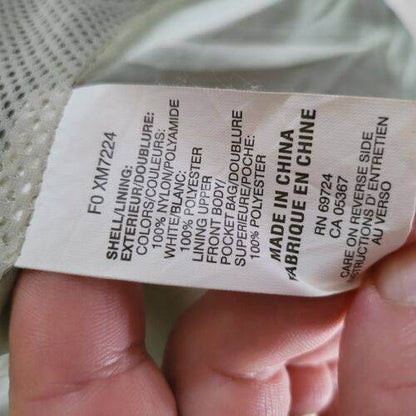 F0 XM7224
SHELL/LINING:
EXTERIEUR/DOUBLURE:
COLORS/COULEURS:
100% NYLON/POLYAMIDE
WHITE/BLANC:
100% POLYESTER
LINING UPPER
FRONT BODY/
POCKET BAG/DOUBLURE
SUPERIEURE/POCHE:
100% POLYESTER
MADE IN CHINA
FABRIQUE EN CHINE
RN 69724
CA 05367
CARE ON REVERSE SIDE
INSTRUCTIONS D'ENTRETIEN
AU VERSO